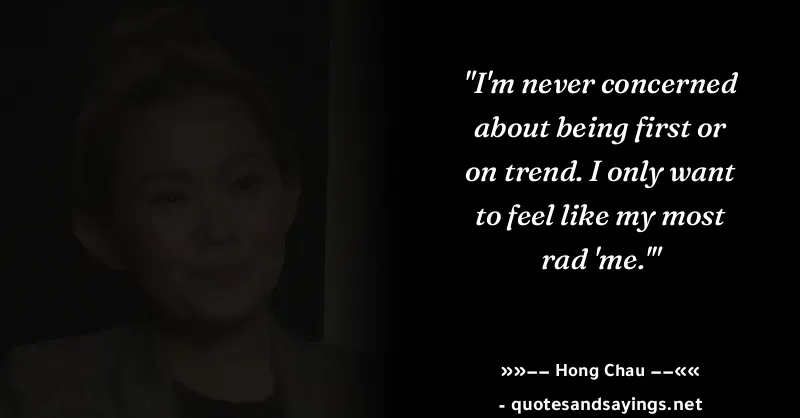 "I'm never concerned
about being first or
on trend. I only want
to feel like my most
rad 'me.'"
»»–– Hong Chau ––««
- quotesandsayings.net